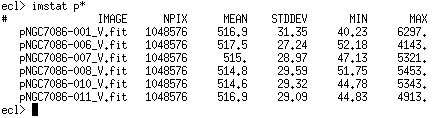 ecl> imstat p*
#               IMAGE      NPIX      MEAN    STDDEV       MIN       MAX
  pNGC7086-001_V.fit   1048576     516.9     31.35     40.23     6297.
  pNGC7086-006_V.fit   1048576     517.5     27.24     52.18     4143.
  pNGC7086-007_V.fit   1048576      515.     28.97     47.13     5321.
  pNGC7086-008_V.fit   1048576     514.8     29.59     51.75     5453.
  pNGC7086-010_V.fit   1048576     514.6     29.32     44.78     5343.
  pNGC7086-011_V.fit   1048576     516.9     29.09     44.83     4913.
ecl>